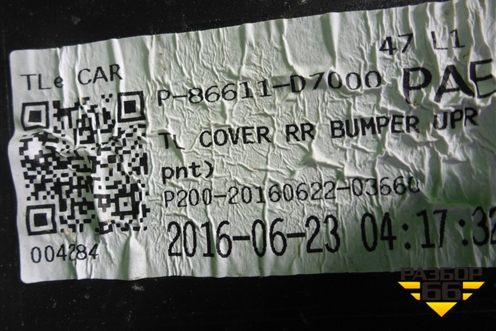 47 L1
TLe CAR
P-86611-D7000 PAE
COVER RR BUMPER UPR
pnt)
P200-20160622-03660
004284
2016-06-23 04:17:32
РАЗБОР
66